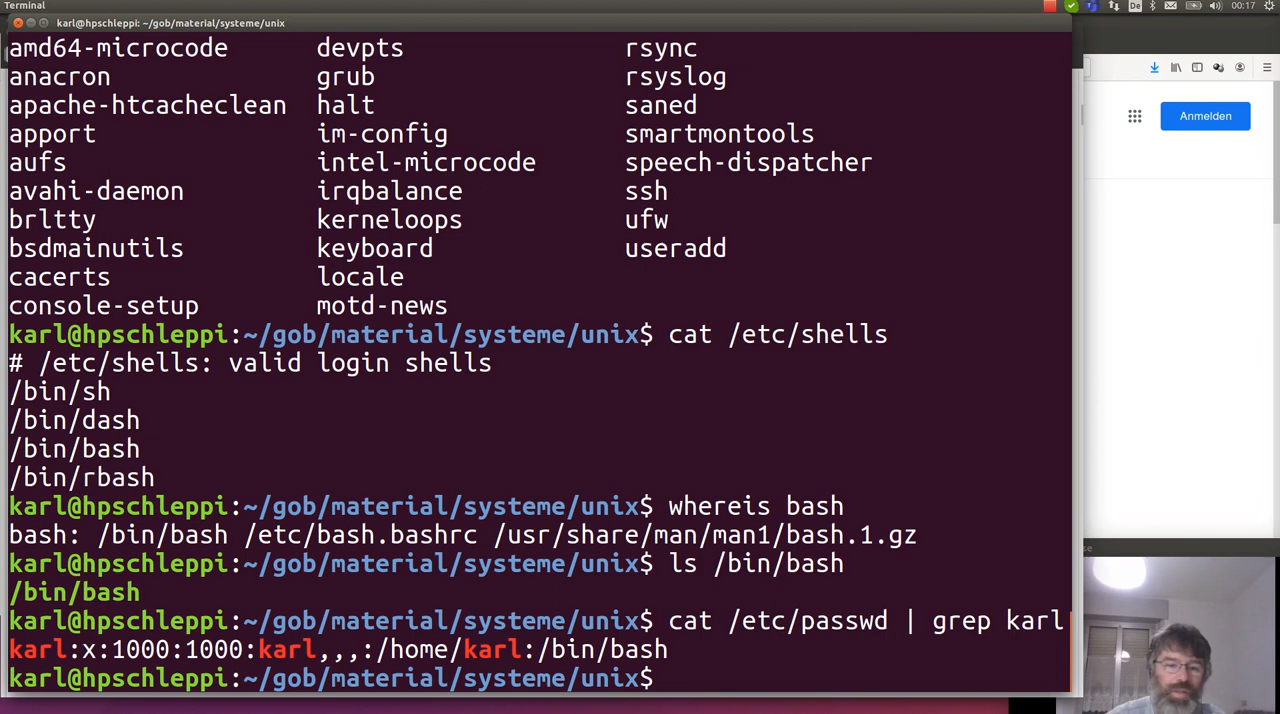 Terminal
De
00:17
karl@hpschleppi: ~/gob/material/systeme/unix
amd64-microcode devpts rsync
anacron grub rsyslog
apache-htcacheclean halt saned
apport im-config smartmontools
aufs intel-microcode speech-dispatcher
avahi-daemon irqbalance ssh
brltty kerneloops ufw
bsdmainutils keyboard useradd
cacerts locale
console-setup motd-news
karl@hpschleppi:~/gob/material/systeme/unix$ cat /etc/shells
# /etc/shells: valid login shells
/bin/sh
/bin/dash
/bin/bash
/bin/rbash
karl@hpschleppi:~/gob/material/systeme/unix$ whereis bash
bash: /bin/bash /etc/bash.bashrc /usr/share/man/man1/bash.1.gz
karl@hpschleppi:~/gob/material/systeme/unix$ ls /bin/bash
/bin/bash
karl@hpschleppi:~/gob/material/systeme/unix$ cat /etc/passwd | grep karl
karl:x:1000:1000:karl,,,:/home/karl:/bin/bash
karl@hpschleppi:~/gob/material/systeme/unix$
Anmelden